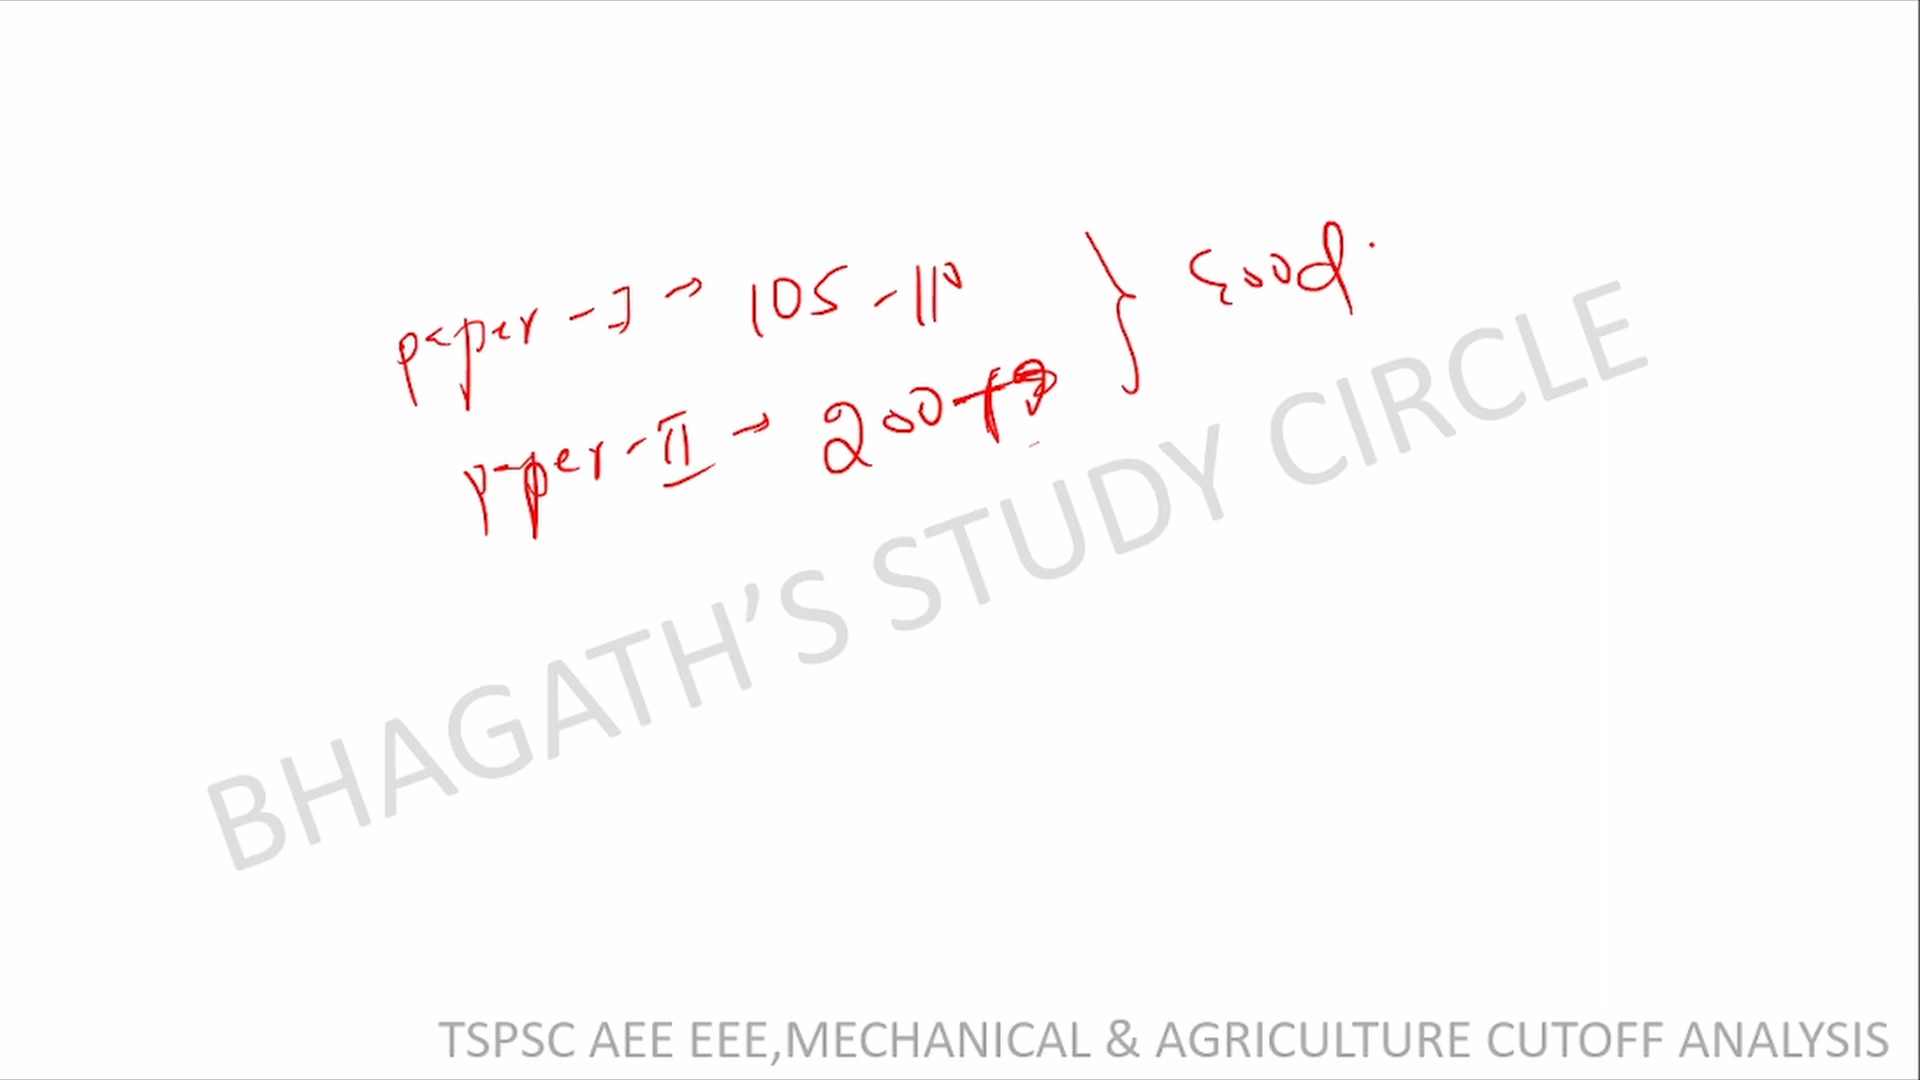 paper - I → 105 - 110
paper - II → 200 +
Good.
BHAGATH'S STUDY CIRCLE
TSPSC AEE EEE,MECHANICAL & AGRICULTURE CUTOFF ANALYSIS